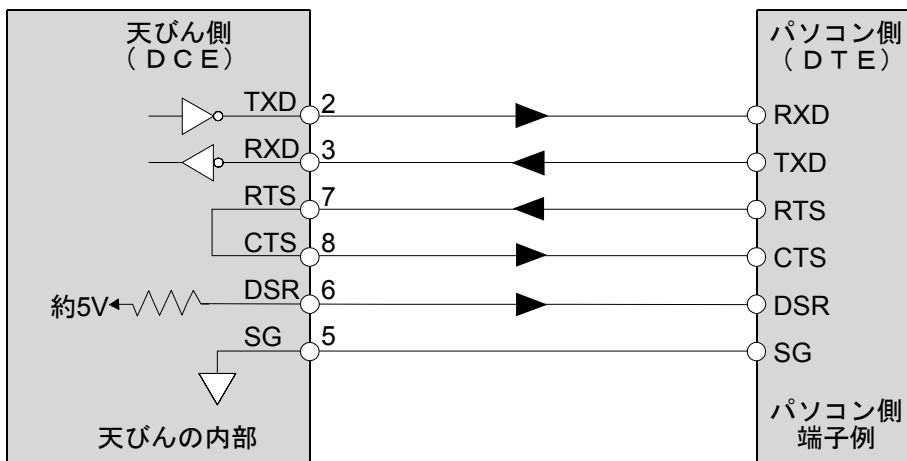 天びん側
（ＤＣＥ）
パソコン側
（ＤＴＥ）
TXD 2 RXD
RXD 3 TXD
RTS 7 RTS
CTS 8 CTS
約5V DSR 6 DSR
SG 5 SG
天びんの内部
パソコン側
端子例